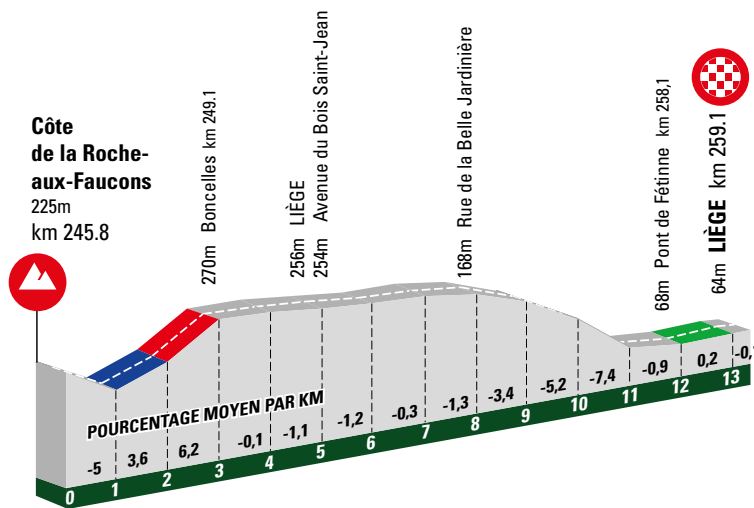 Côte
de la Roche-
aux-Faucons
225m
km 245.8
270m Boncelles km 249.1
256m LIÈGE
254m Avenue du Bois Saint-Jean
168m Rue de la Belle Jardinière
68m Pont de Fétinne km 258,1
64m LIÈGE km 259.1
POURCENTAGE MOYEN PAR KM
-5 3,6 6,2 -0,1 -1,1 -1,2 -0,3 -1,3 -3,4 -5,2 -7,4 -0,9 0,2
0 1 2 3 4 5 6 7 8 9 10 11 12 13